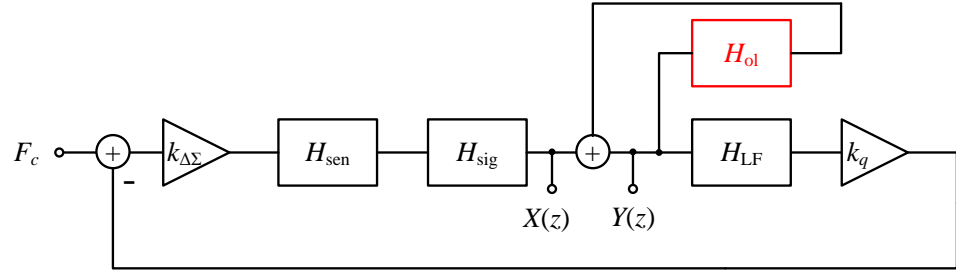 H_ol
F_c
+
-
k_ΔΣ
H_sen
H_sig
+
H_LF
k_q
X(z)
Y(z)